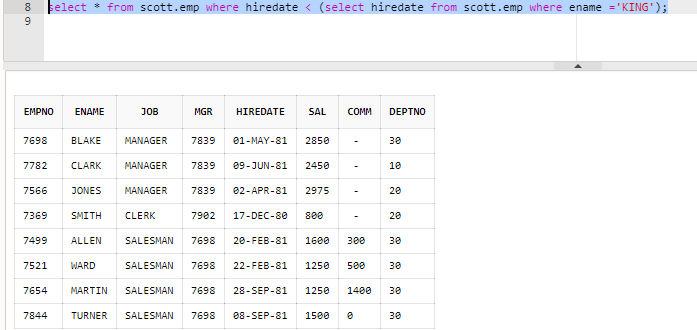 8 select * from scott.emp where hiredate < (select hiredate from scott.emp where ename ='KING');
9
EMPNO ENAME JOB MGR HIREDATE SAL COMM DEPTNO
7698 BLAKE MANAGER 7839 01-MAY-81 2850 - 30
7782 CLARK MANAGER 7839 09-JUN-81 2450 - 10
7566 JONES MANAGER 7839 02-APR-81 2975 - 20
7369 SMITH CLERK 7902 17-DEC-80 800 - 20
7499 ALLEN SALESMAN 7698 20-FEB-81 1600 300 30
7521 WARD SALESMAN 7698 22-FEB-81 1250 500 30
7654 MARTIN SALESMAN 7698 28-SEP-81 1250 1400 30
7844 TURNER SALESMAN 7698 08-SEP-81 1500 0 30